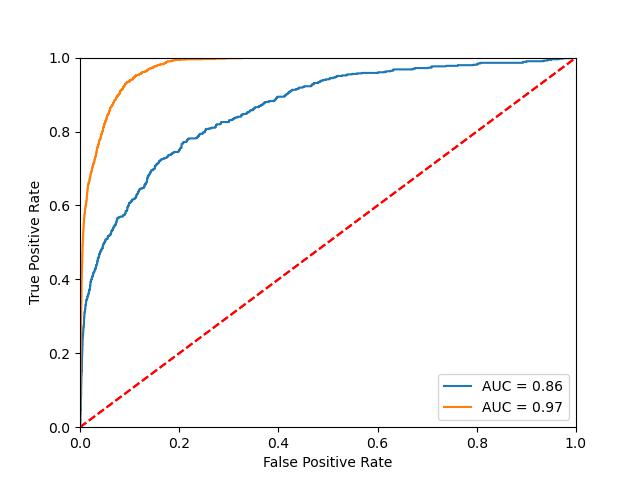 1.0
0.8
0.6
0.4
0.2
0.0
True Positive Rate
AUC = 0.86
AUC = 0.97
0.0 0.2 0.4 0.6 0.8 1.0
False Positive Rate